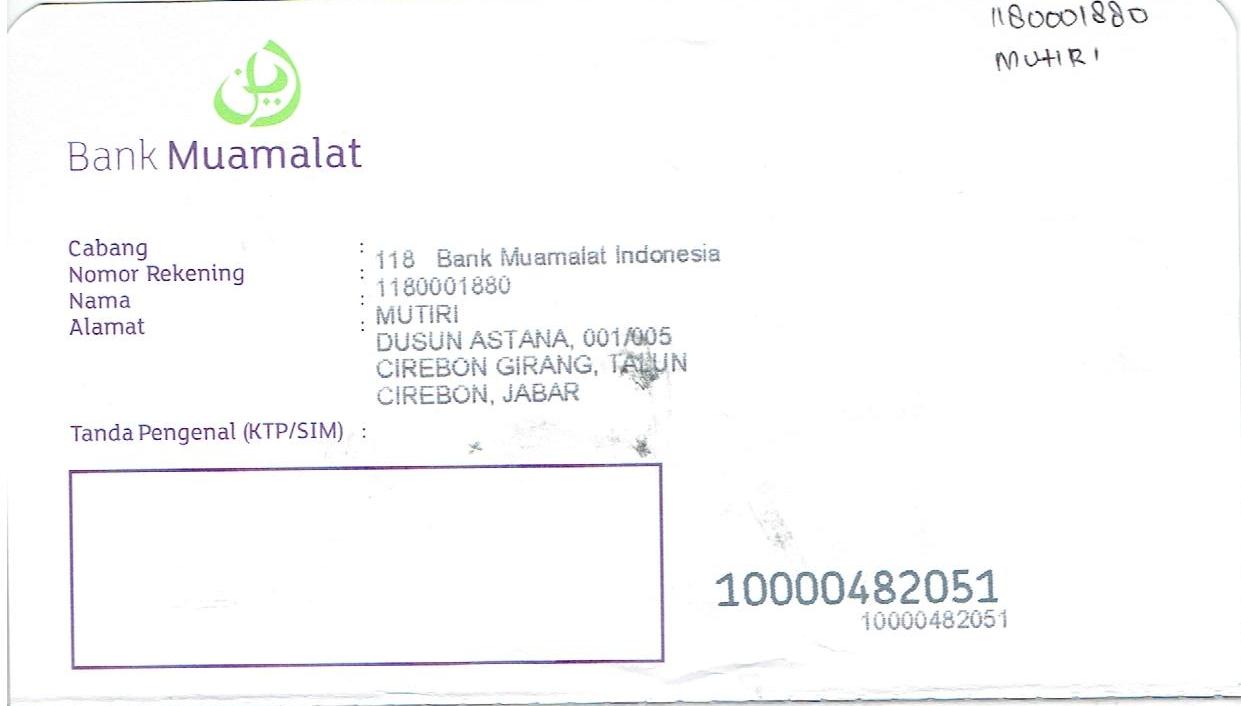 1180001880
MUTIRI
Bank Muamalat
Cabang : 118 Bank Muamalat Indonesia
Nomor Rekening : 1180001880
Nama : MUTIRI
Alamat : DUSUN ASTANA, 001/005
CIREBON GIRANG, TALUN
CIREBON, JABAR
Tanda Pengenal (KTP/SIM) :
10000482051
10000482051